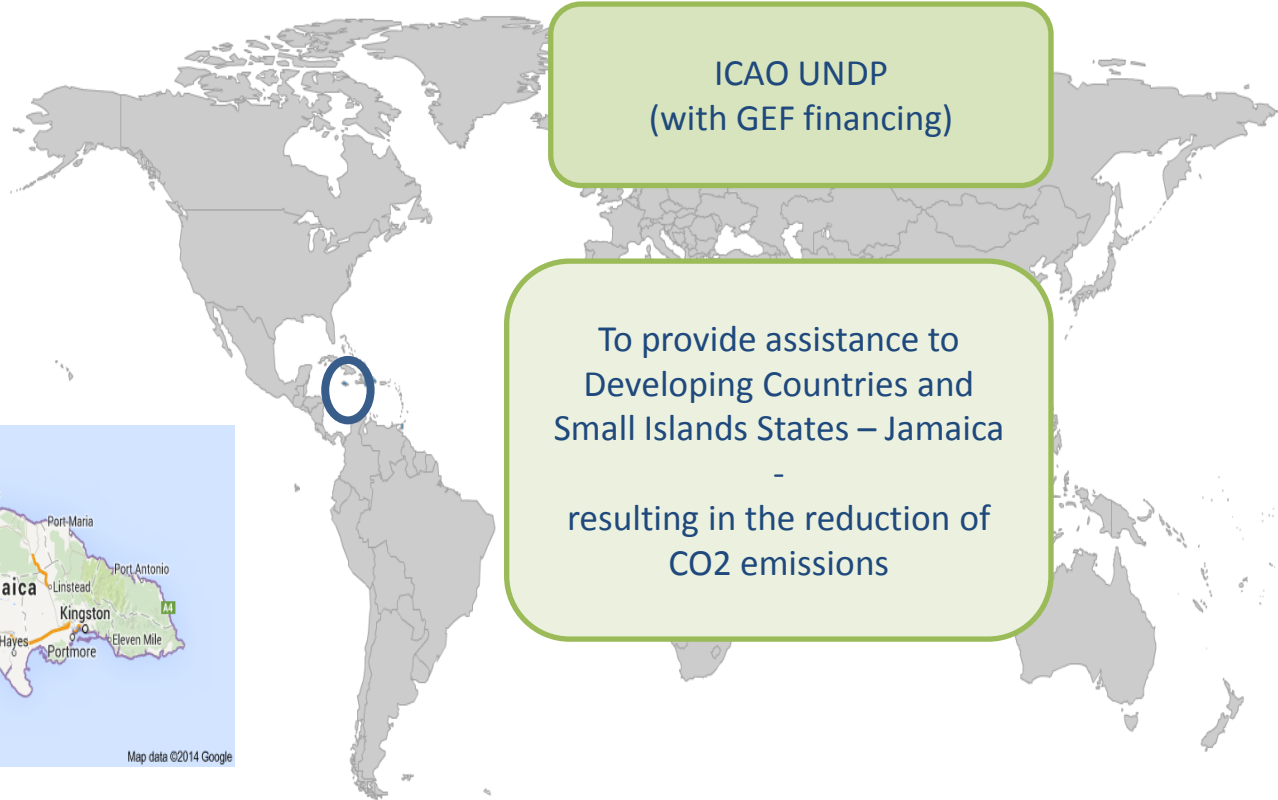 ICAO UNDP
(with GEF financing)
To provide assistance to
Developing Countries and
Small Islands States – Jamaica
-
resulting in the reduction of
CO2 emissions
Port Maria
Port Antonio
aica
Linstead
A4
Kingston
Hayes
Portmore
Eleven Mile
Map data ©2014 Google